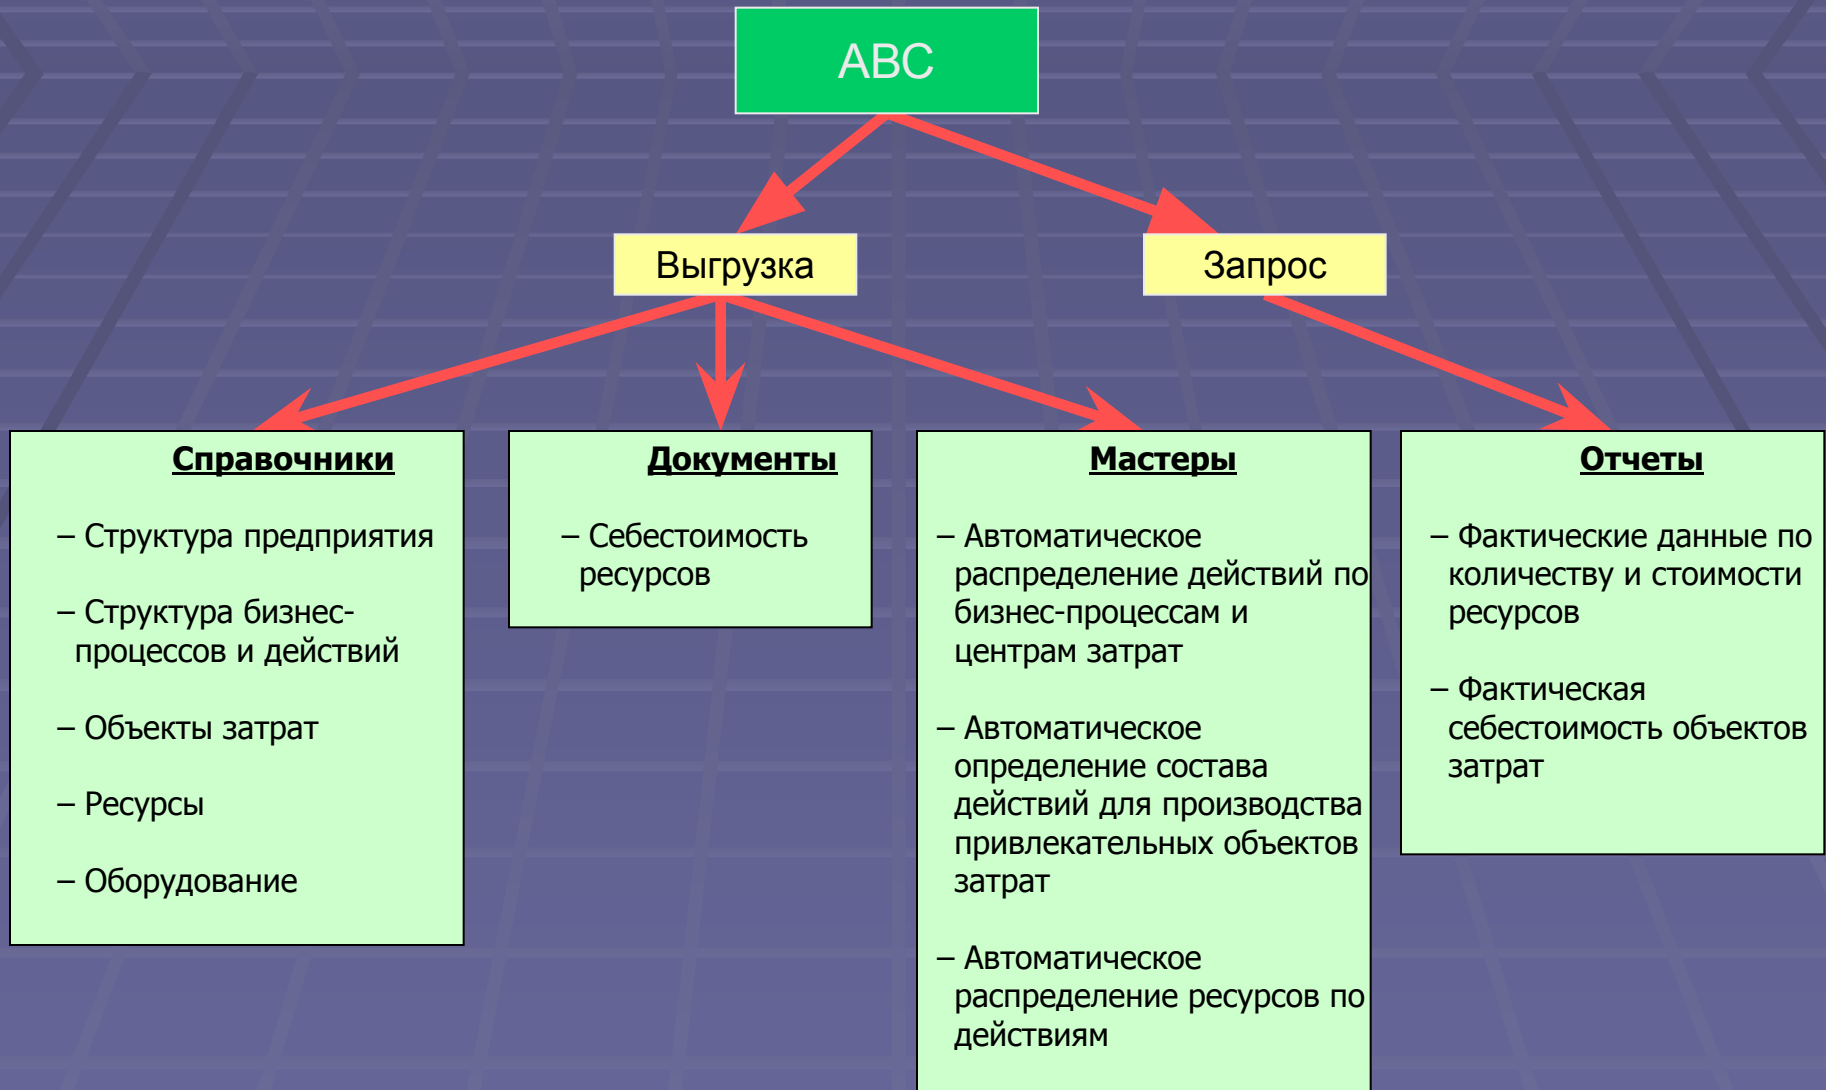 ABC
Выгрузка
Запрос
Справочники
– Структура предприятия
– Структура бизнес-
процессов и действий
– Объекты затрат
– Ресурсы
– Оборудование
Документы
– Себестоимость
ресурсов
Мастеры
– Автоматическое
распределение действий по
бизнес-процессам и
центрам затрат
– Автоматическое
определение состава
действий для производства
привлекательных объектов
затрат
– Автоматическое
распределение ресурсов по
действиям
Отчеты
– Фактические данные по
количеству и стоимости
ресурсов
– Фактическая
себестоимость объектов
затрат